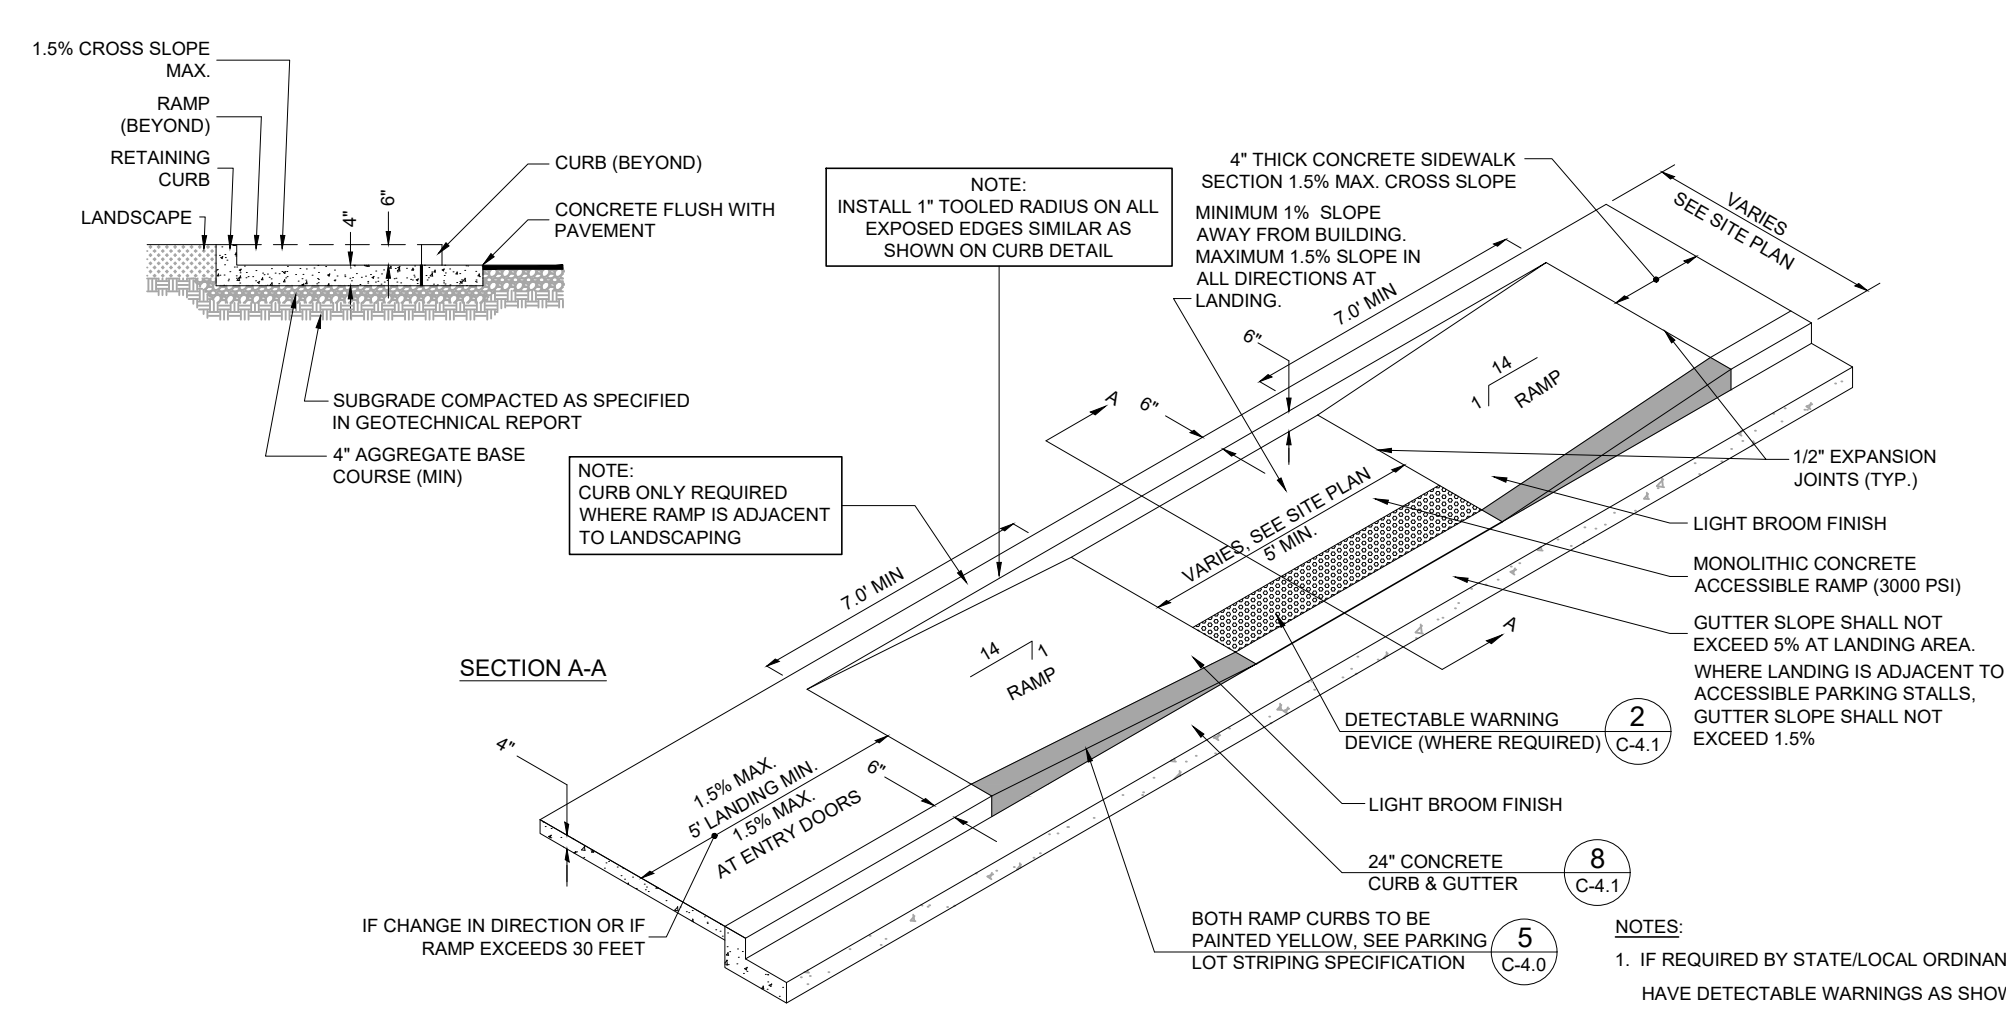 1.5% CROSS SLOPE
MAX.
RAMP
(BEYOND)
RETAINING
CURB
LANDSCAPE
4"
6"
CURB (BEYOND)
CONCRETE FLUSH WITH
PAVEMENT
SUBGRADE COMPACTED AS SPECIFIED
IN GEOTECHNICAL REPORT
4" AGGREGATE BASE
COURSE (MIN)
SECTION A-A
NOTE:
INSTALL 1" TOOLED RADIUS ON ALL
EXPOSED EDGES SIMILAR AS
SHOWN ON CURB DETAIL
NOTE:
CURB ONLY REQUIRED
WHERE RAMP IS ADJACENT
TO LANDSCAPING
4" THICK CONCRETE SIDEWALK
SECTION 1.5% MAX. CROSS SLOPE
MINIMUM 1% SLOPE
AWAY FROM BUILDING.
MAXIMUM 1.5% SLOPE IN
ALL DIRECTIONS AT
LANDING.
VARIES
SEE SITE PLAN
7.0' MIN
6"
A
6"
14
1
RAMP
VARIES, SEE SITE PLAN
5' MIN.
7.0' MIN
14
1
RAMP
A
1/2" EXPANSION
JOINTS (TYP.)
LIGHT BROOM FINISH
MONOLITHIC CONCRETE
ACCESSIBLE RAMP (3000 PSI)
GUTTER SLOPE SHALL NOT
EXCEED 5% AT LANDING AREA.
WHERE LANDING IS ADJACENT TO
ACCESSIBLE PARKING STALLS,
GUTTER SLOPE SHALL NOT
EXCEED 1.5%
DETECTABLE WARNING
DEVICE (WHERE REQUIRED)
2
C-4.1
LIGHT BROOM FINISH
24" CONCRETE
CURB & GUTTER
8
C-4.1
BOTH RAMP CURBS TO BE
PAINTED YELLOW, SEE PARKING
LOT STRIPING SPECIFICATION
5
C-4.0
4"
1.5% MAX.
5' LANDING MIN.
1.5% MAX.
AT ENTRY DOORS
6"
IF CHANGE IN DIRECTION OR IF
RAMP EXCEEDS 30 FEET
NOTES:
1. IF REQUIRED BY STATE/LOCAL
HAVE DETECTABLE WARNINGS AS